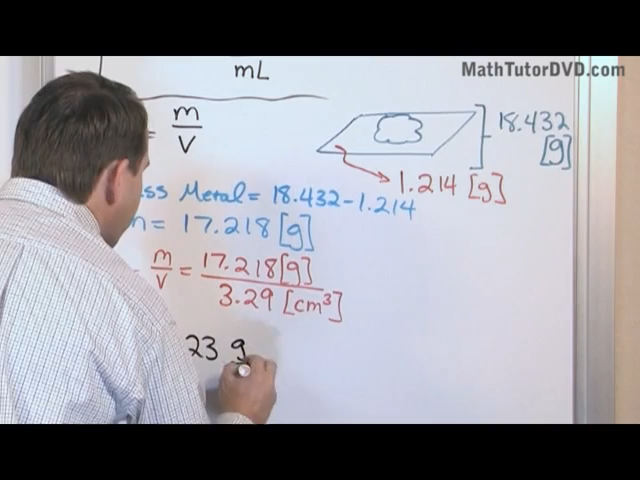 MathTutorDVD.com
mL
= m/V
18.432 [g]
1.214 [g]
ss Metal = 18.432 - 1.214
= 17.218 [g]
m/V = 17.218 [g] / 3.29 [cm³]
23 g